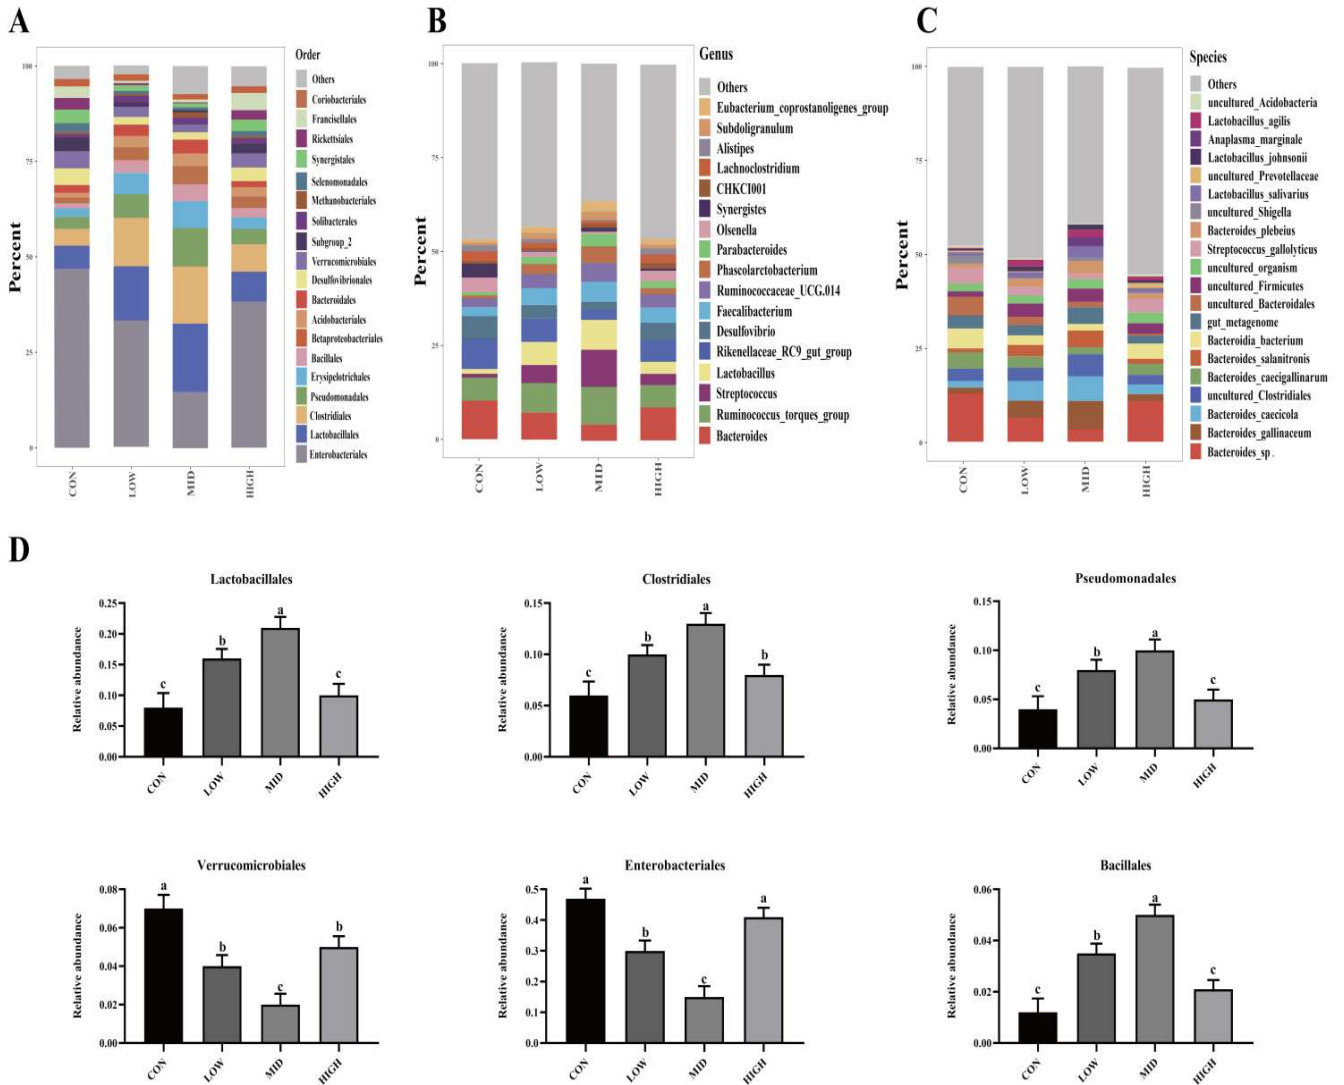 A
Order
Percent
100
75
50
25
0
CON
LOW
MID
HIGH
Others
Coriobacteriales
Francisellales
Rickettsiales
Synergistales
Selenomonadales
Methanobacteriales
Solibacterales
Subgroup_2
Verrucomicrobiales
Desulfovibrionales
Bacteroidales
Acidobacteriales
Betaproteobacteriales
Bacillales
Erysipelotrichales
Pseudomonadales
Clostridiales
Lactobacillales
Enterobacteriales
B
Genus
Percent
100
75
50
25
0
CON
LOW
MID
HIGH
Others
Eubacterium_coprostanoligenes_group
Subdoligranulum
Alistipes
Lachnoclostridium
CHKCI001
Synergistes
Olsenella
Parabacteroides
Phascolarctobacterium
Ruminococcaceae_UCG.014
Faecalibacterium
Desulfovibrio
Rikenellaceae_RC9_gut_group
Lactobacillus
Streptococcus
Ruminococcus_torques_group
Bacteroides
C
Species
Percent
100
75
50
25
0
CON
LOW
MID
HIGH
Others
uncultured_Acidobacteria
Lactobacillus_agilis
Anaplasma_marginale
Lactobacillus_johnsonii
uncultured_Prevotellaceae
Lactobacillus_salivarius
uncultured_Shigella
Bacteroides_plebeius
Streptococcus_gallolyticus
uncultured_organism
uncultured_Firmicutes
uncultured_Bacteroidales
gut_metagenome
Bacteroidia_bacterium
Bacteroides_salanitronis
Bacteroides_caecigallinarum
uncultured_Clostridiales
Bacteroides_caecicola
Bacteroides_gallinaceum
Bacteroides_sp.
D
Lactobacillales
Relative abundance
0.25
0.20
0.15
0.10
0.05
0.00
c
b
a
c
CON
LOW
MID
HIGH
Clostridiales
Relative abundance
0.15
0.10
0.05
0.00
c
b
a
b
CON
LOW
MID
HIGH
Pseudomonadales
Relative abundance
0.15
0.10
0.05
0.00
c
b
a
c
CON
LOW
MID
HIGH
Verrucomicrobiales
Relative abundance
0.08
0.06
0.04
0.02
0.00
a
b
c
b
CON
LOW
MID
HIGH
Enterobacteriales
Relative abundance
0.5
0.4
0.3
0.2
0.1
0.0
a
b
c
a
CON
LOW
MID
HIGH
Bacillales
Relative abundance
0.06
0.04
0.02
0.00
c
b
a
c
CON
LOW
MID
HIGH